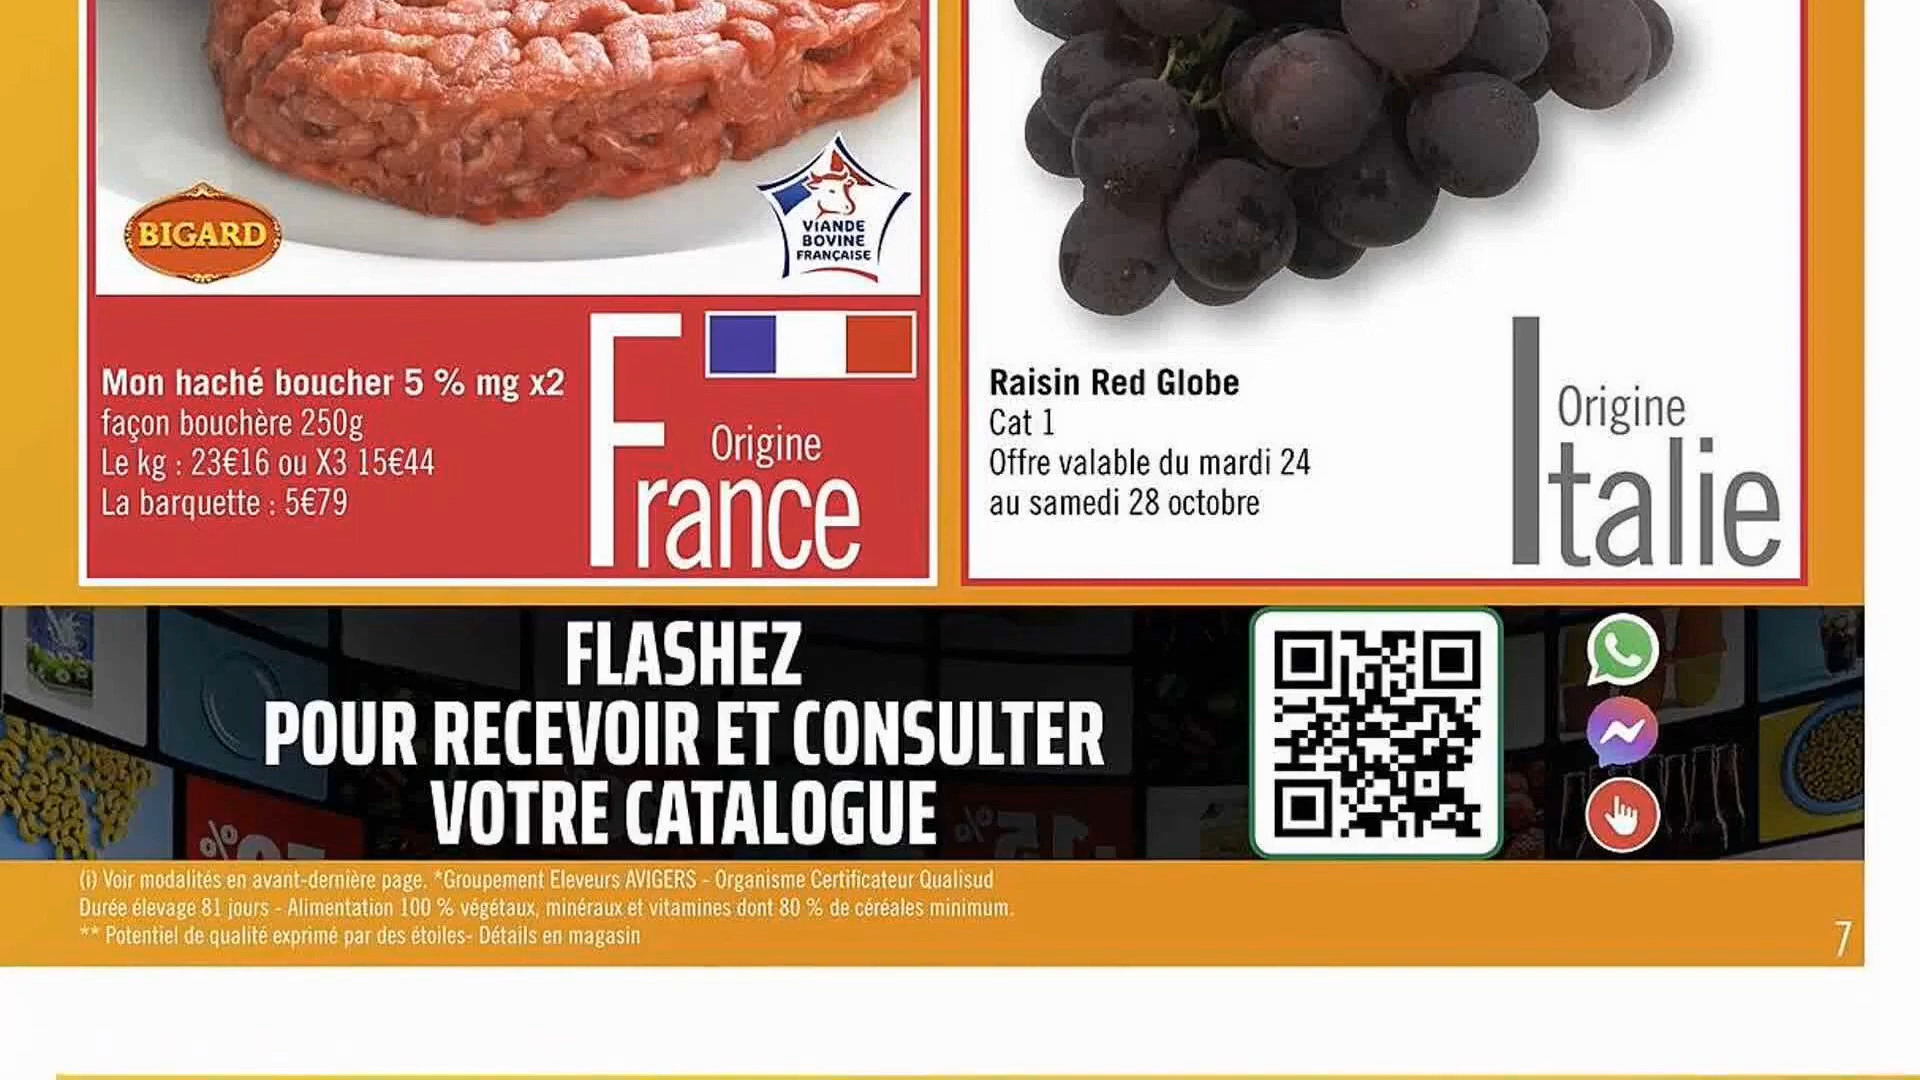 BIGARD
VIANDE
BOVINE
FRANÇAISE
Mon haché boucher 5 % mg x2
façon bouchère 250g
Le kg : 23€16 ou X3 15€44
La barquette : 5€79
Origine
France
Raisin Red Globe
Cat 1
Offre valable du mardi 24
au samedi 28 octobre
Origine
Italie
FLASHEZ
POUR RECEVOIR ET CONSULTER
VOTRE CATALOGUE
(i) Voir modalités en avant-dernière page. *Groupement Eleveurs AVIGERS - Organisme Certificateur Qualisud
Durée élevage 81 jours - Alimentation 100 % végétaux, minéraux et vitamines dont 80 % de céréales minimum.
** Potentiel de qualité exprimé par des étoiles- Détails en magasin
7